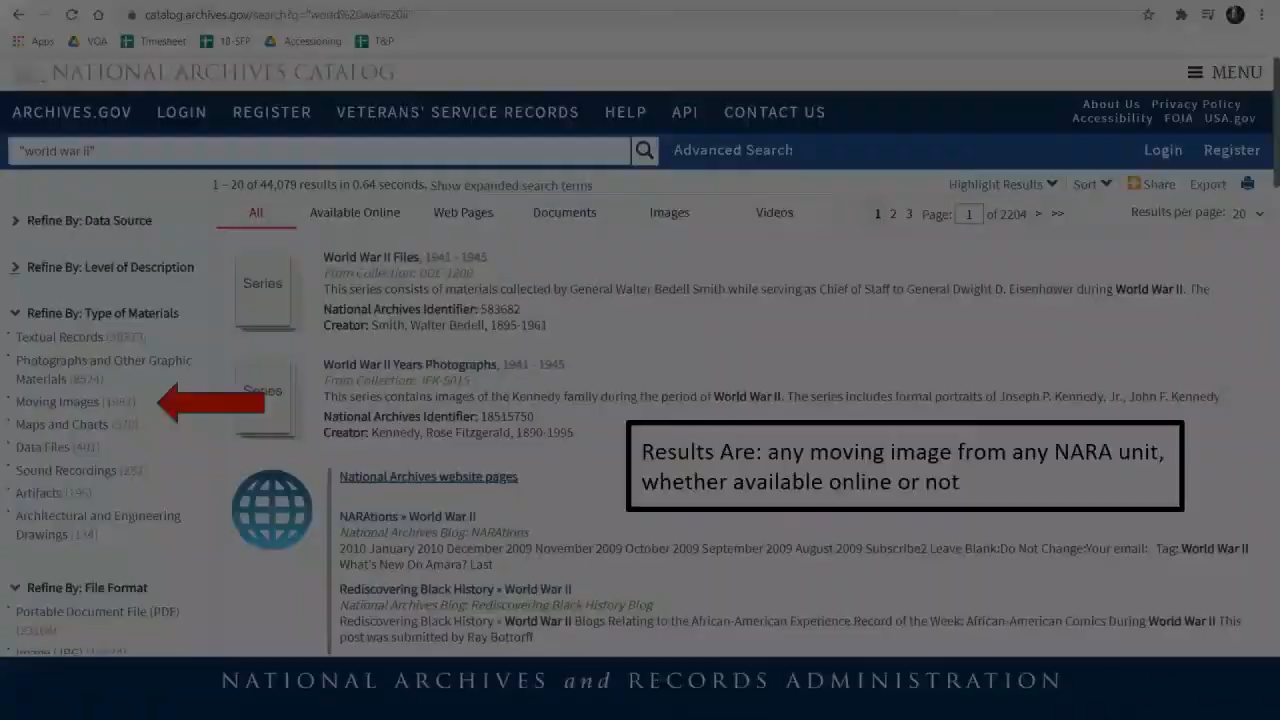 catalog.archives.gov/search?q="world%20war%20ii"
Apps VOA Timesheet 18-SFP Accessioning T&P
NATIONAL ARCHIVES CATALOG
MENU
ARCHIVES.GOV LOGIN REGISTER VETERANS' SERVICE RECORDS HELP API CONTACT US
About Us Privacy Policy
Accessibility FOIA USA.gov
"world war ii"
Advanced Search
Login Register
1 – 20 of 44,079 results in 0.64 seconds. Show expanded search terms
Highlight Results Sort Share Export
All Available Online Web Pages Documents Images Videos
1 2 3 Page: 1 of 2204 > >>
Results per page: 20
Refine By: Data Source
Refine By: Level of Description
Refine By: Type of Materials
Textual Records
Photographs and Other Graphic
Materials (8524)
Moving Images
Maps and Charts
Data Files (401)
Sound Recordings
Artifacts
Architectural and Engineering
Drawings
Refine By: File Format
Portable Document File (PDF)
Series
World War II Files, 1941 - 1945
From Collection:
This series consists of materials collected by General Walter Bedell Smith while serving as Chief of Staff to General Dwight D. Eisenhower during World War II. The
National Archives Identifier: 583682
Creator: Smith, Walter Bedell, 1895-1961
Series
World War II Years Photographs, 1941 - 1945
From Collection: JFK-5015
This series contains images of the Kennedy family during the period of World War II. The series includes formal portraits of Joseph P. Kennedy, Jr., John F. Kennedy
National Archives Identifier: 18515750
Creator: Kennedy, Rose Fitzgerald, 1890-1995
Results Are: any moving image from any NARA unit,
whether available online or not
National Archives website pages
NARAtions » World War II
National Archives Blog: NARAtions
2010 January 2010 December 2009 November 2009 October 2009 September 2009 August 2009 Subscribe2 Leave Blank:Do Not Change:Your email: Tag: World War II
What's New On Amara? Last
Rediscovering Black History » World War II
National Archives Blog: Rediscovering Black History Blog
Rediscovering Black History » World War II Blogs Relating to the African-American Experience Record of the Week: African-American Comics During World War II This
post was submitted by Ray Bottorff
NATIONAL ARCHIVES and RECORDS ADMINISTRATION